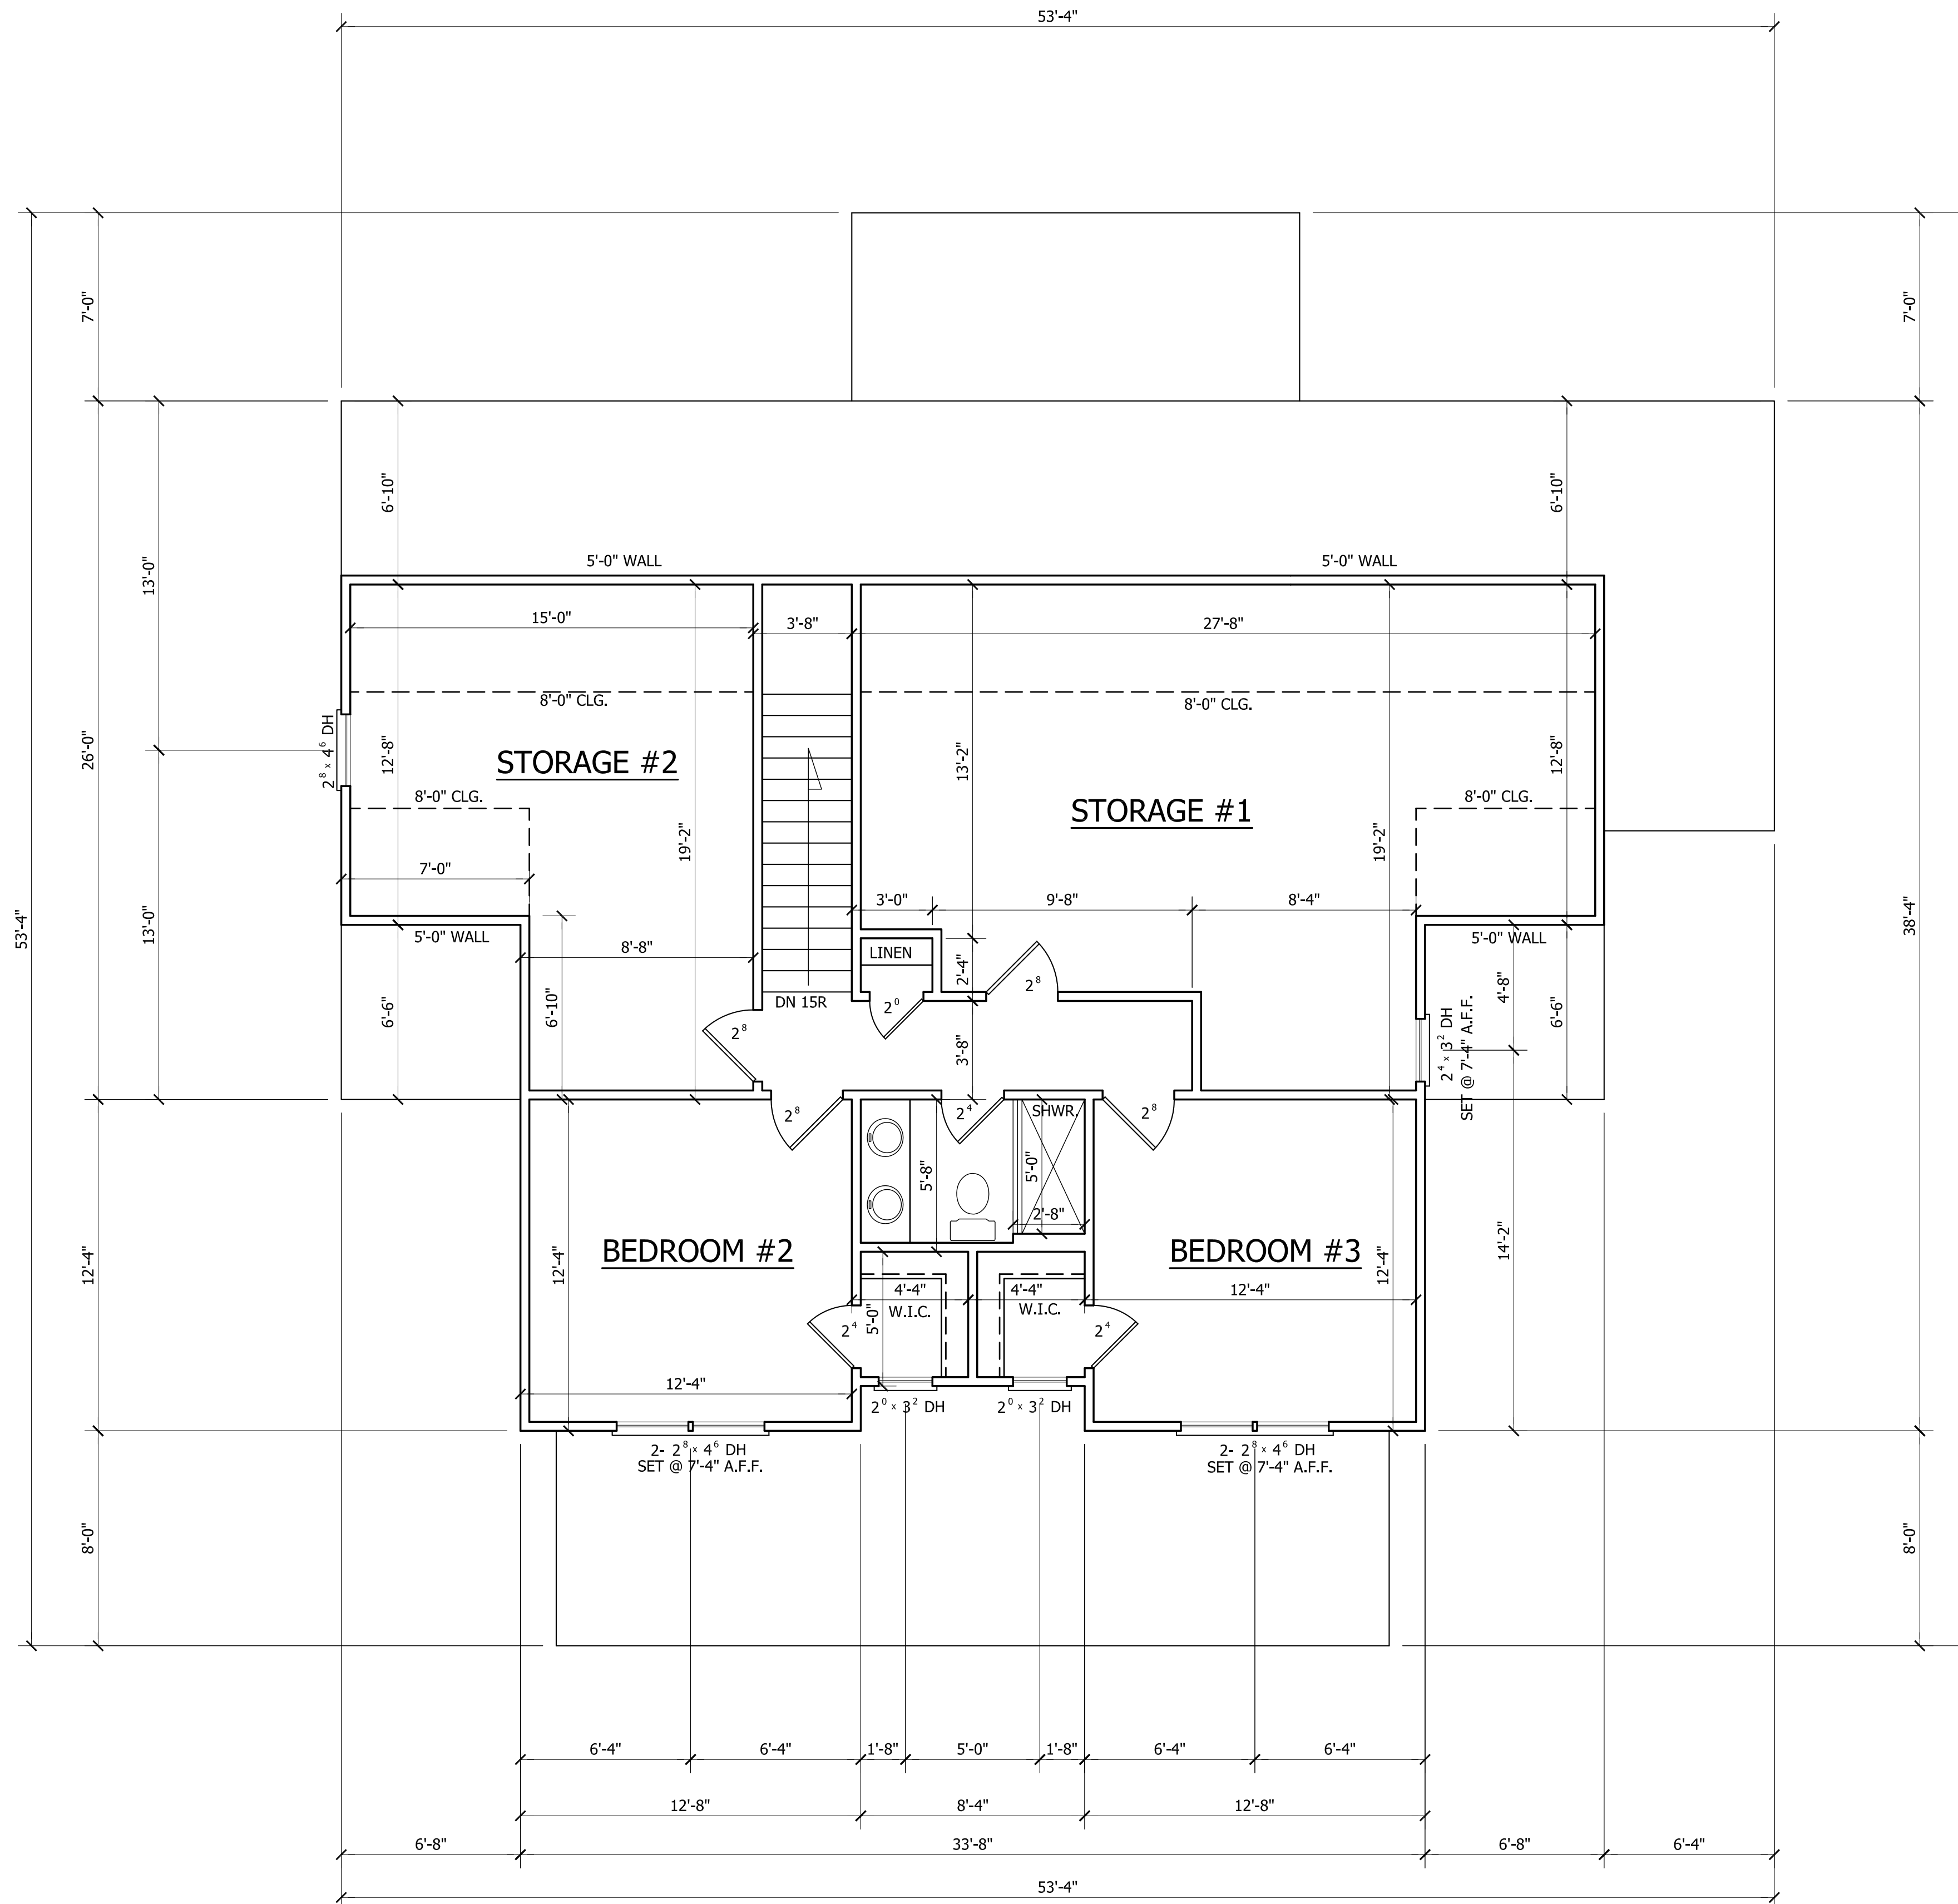 53'-4"
7'-0"
7'-0"
6'-10"
6'-10"
13'-0"
5'-0" WALL
5'-0" WALL
15'-0"
3'-8"
27'-8"
8'-0" CLG.
8'-0" CLG.
2⁸ x 4⁶ DH
26'-0"
12'-8"
STORAGE #2
13'-2"
12'-8"
8'-0" CLG.
STORAGE #1
8'-0" CLG.
19'-2"
19'-2"
7'-0"
3'-0"
9'-8"
8'-4"
53'-4"
13'-0"
38'-4"
5'-0" WALL
8'-8"
LINEN
5'-0" WALL
2'-4"
2⁸
4'-8"
6'-6"
6'-10"
DN 15R
2⁰
6'-6"
2⁸
3'-8"
2⁴ x 3² DH
SET @ 7'-4" A.F.F.
2⁸
2⁴
SHWR.
2⁸
5'-8"
5'-0"
2'-8"
12'-4"
12'-4"
BEDROOM #2
BEDROOM #3
12'-4"
14'-2"
4'-4"
4'-4"
12'-4"
W.I.C.
W.I.C.
5'-0"
2⁴
2⁴
12'-4"
2⁰ x 3² DH
2⁰ x 3² DH
2- 2⁸ x 4⁶ DH
SET @ 7'-4" A.F.F.
2- 2⁸ x 4⁶ DH
SET @ 7'-4" A.F.F.
8'-0"
8'-0"
6'-4"
6'-4"
1'-8"
5'-0"
1'-8"
6'-4"
6'-4"
12'-8"
8'-4"
12'-8"
6'-8"
33'-8"
6'-8"
6'-4"
53'-4"